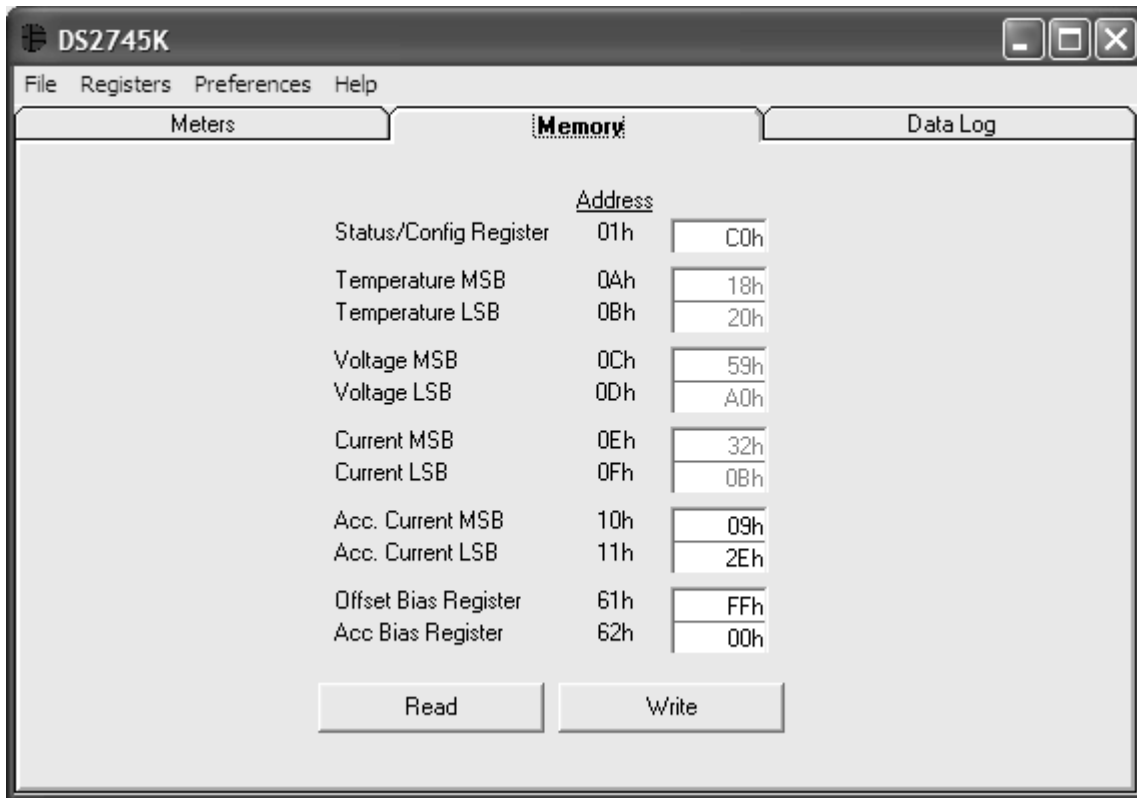 DS2745K
File Registers Preferences Help
Meters Memory Data Log
Address
Status/Config Register 01h C0h
Temperature MSB 0Ah 18h
Temperature LSB 0Bh 20h
Voltage MSB 0Ch 59h
Voltage LSB 0Dh A0h
Current MSB 0Eh 32h
Current LSB 0Fh 0Bh
Acc. Current MSB 10h 09h
Acc. Current LSB 11h 2Eh
Offset Bias Register 61h FFh
Acc Bias Register 62h 00h
Read Write